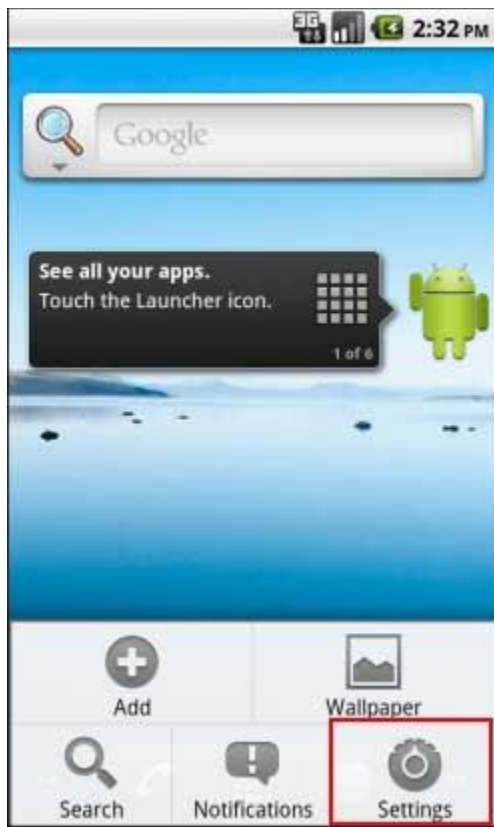 3G 2:32 PM
Google
See all your apps.
Touch the Launcher icon.
1 of 6
Add Wallpaper
Search Notifications Settings